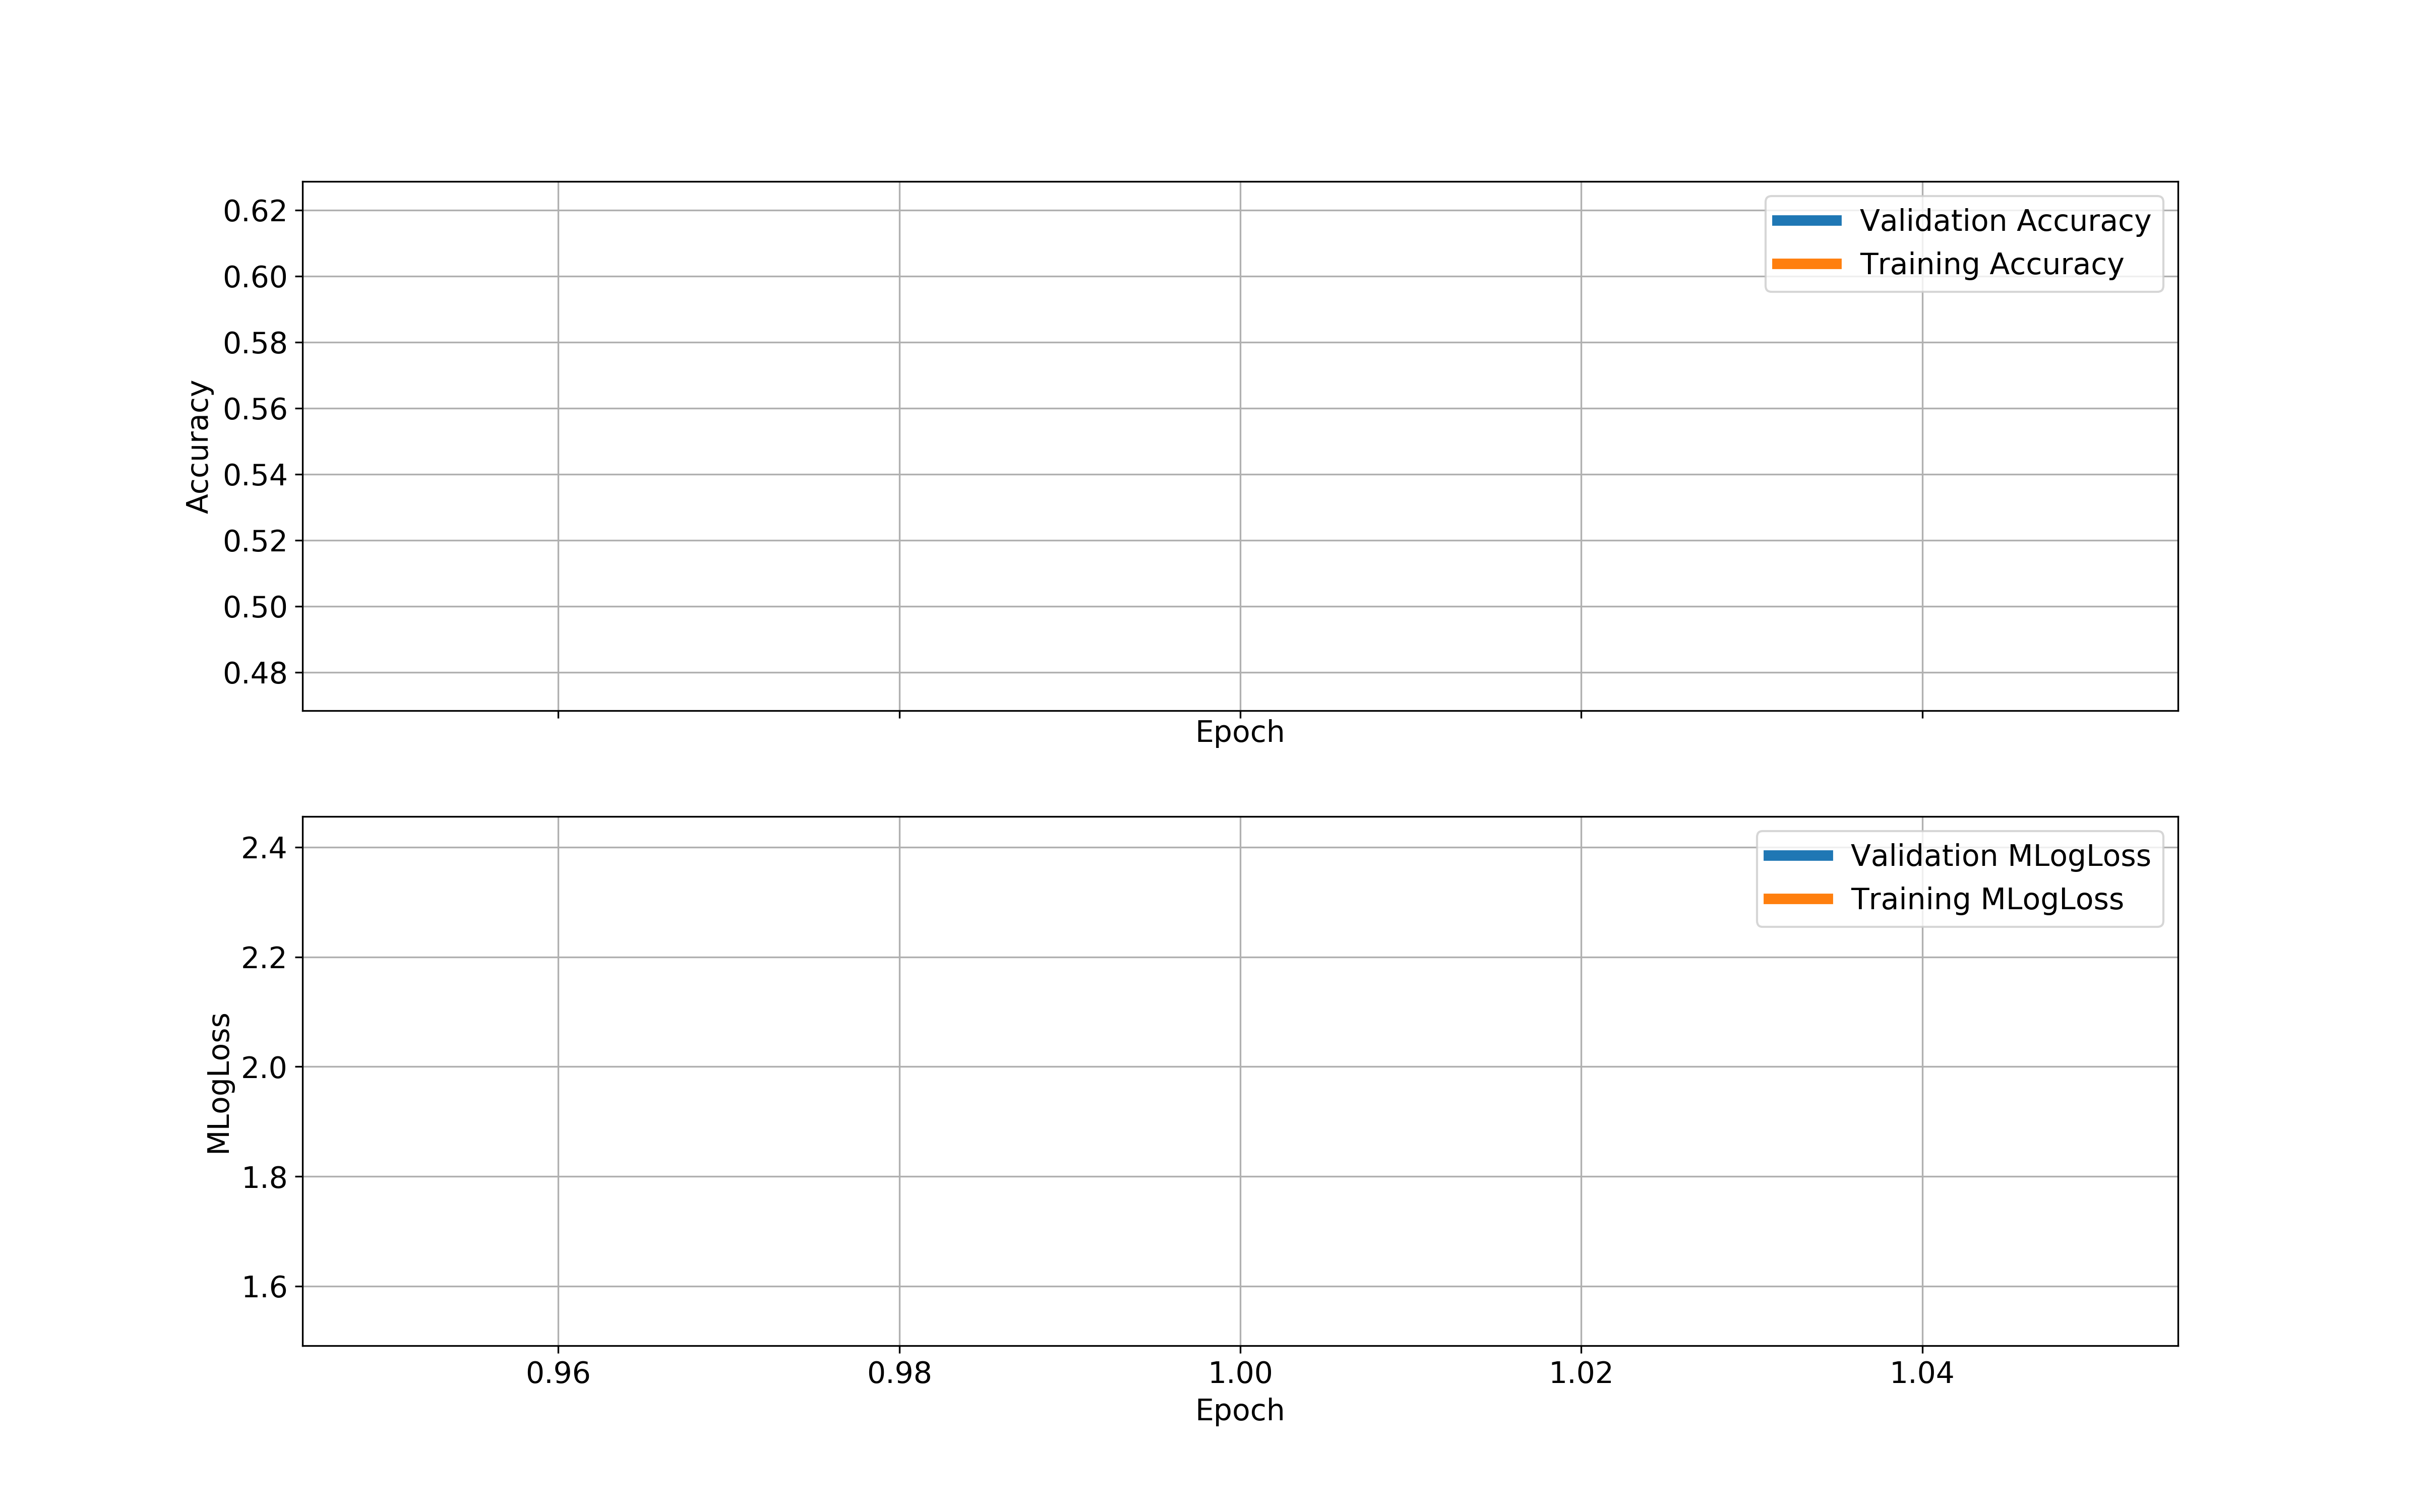 0.62
0.60
0.58
0.56
0.54
0.52
0.50
0.48
Accuracy
Validation Accuracy
Training Accuracy
Epoch
2.4
2.2
2.0
1.8
1.6
MLogLoss
Validation MLogLoss
Training MLogLoss
0.96 0.98 1.00 1.02 1.04
Epoch